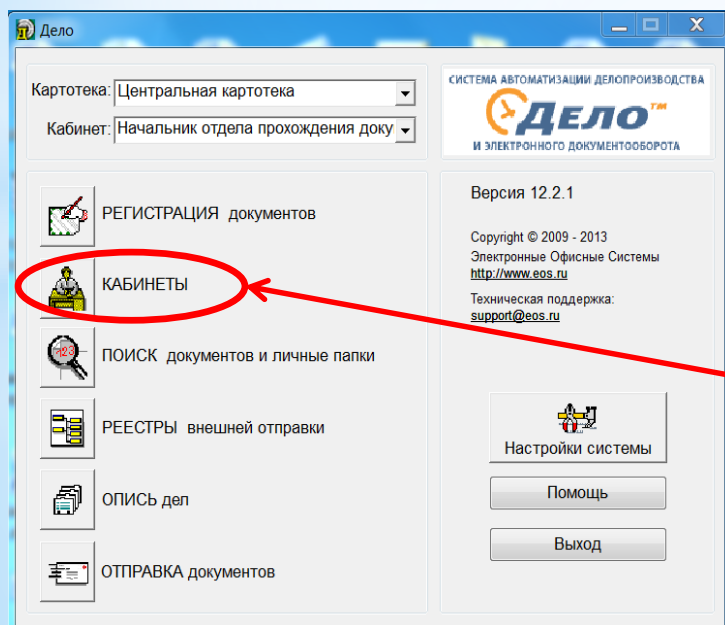 Дело
Картотека: Центральная картотека
Кабинет: Начальник отдела прохождения доку
СИСТЕМА АВТОМАТИЗАЦИИ ДЕЛОПРОИЗВОДСТВА
ДЕЛО™
И ЭЛЕКТРОННОГО ДОКУМЕНТООБОРОТА
РЕГИСТРАЦИЯ документов
КАБИНЕТЫ
123
ПОИСК документов и личные папки
РЕЕСТРЫ внешней отправки
ОПИСЬ дел
ОТПРАВКА документов
Версия 12.2.1
Copyright © 2009 - 2013
Электронные Офисные Системы
http://www.eos.ru
Техническая поддержка:
support@eos.ru
Настройки системы
Помощь
Выход